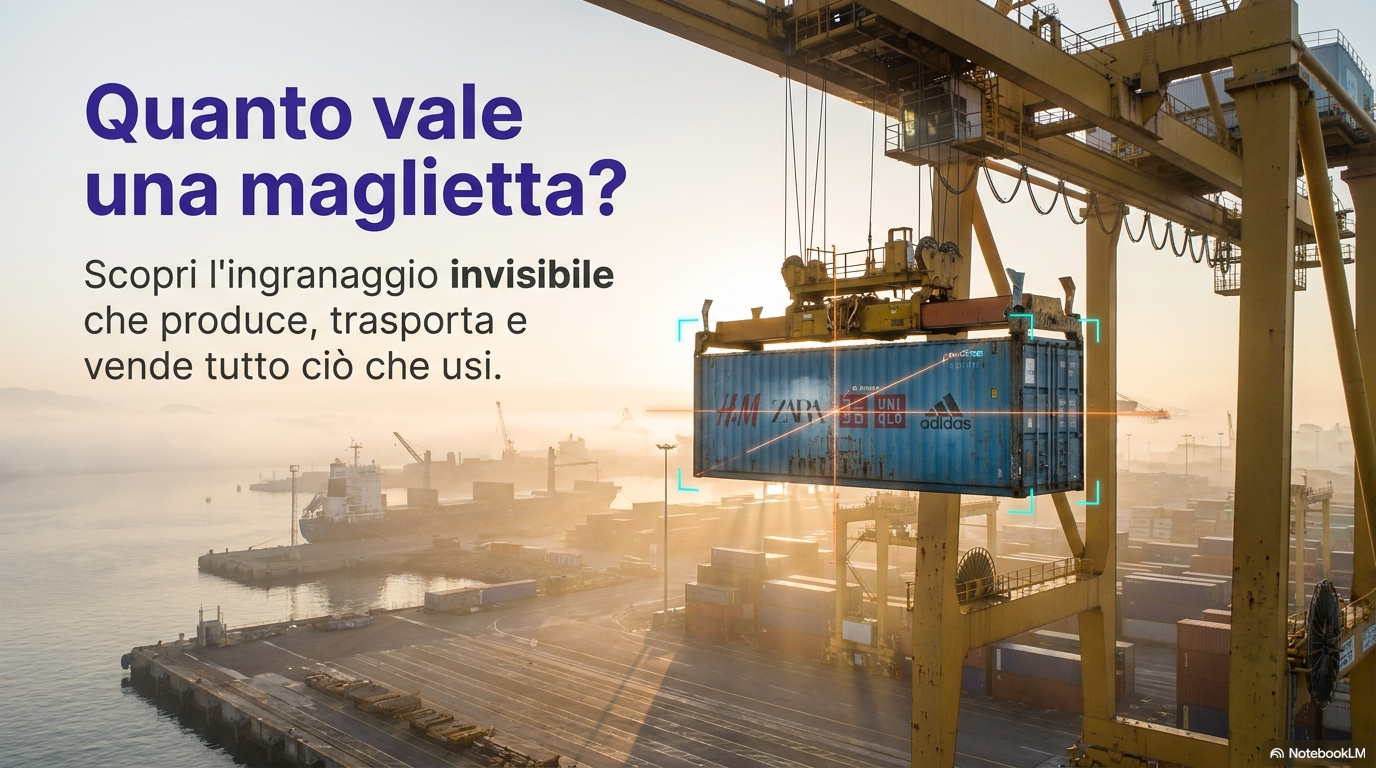 Quanto vale
una maglietta?
Scopri l'ingranaggio invisibile
che produce, trasporta e
vende tutto ciò che usi.
H&M ZARA UNI QLO adidas
NotebookLM